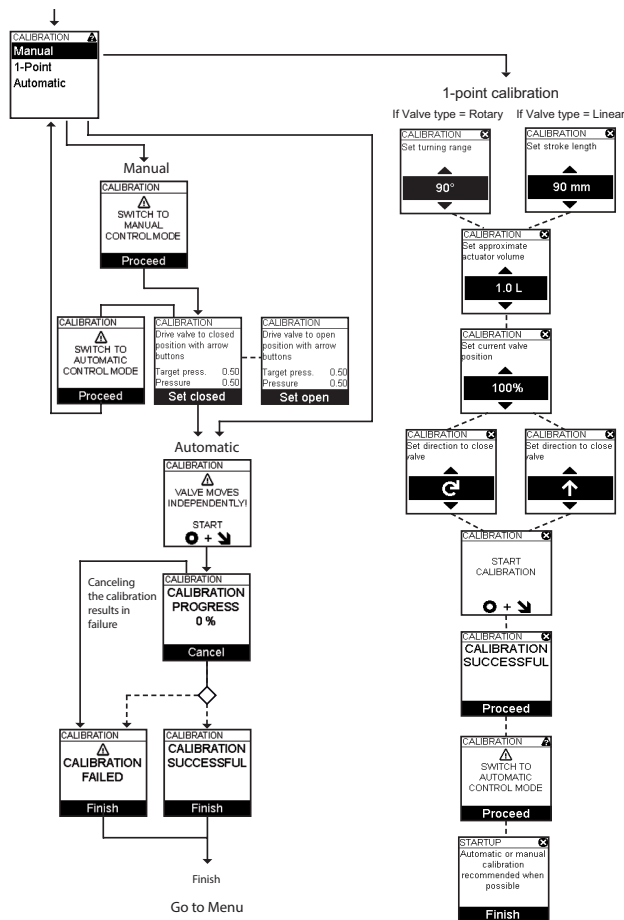 CALIBRATION
Manual
1-Point
Automatic
1-point calibration
If Valve type = Rotary
If Valve type = Linear
CALIBRATION
Set turning range
90°
CALIBRATION
Set stroke length
90 mm
CALIBRATION
Set approximate
actuator volume
1.0 L
CALIBRATION
Set current valve
position
100%
CALIBRATION
Set direction to close
valve
CALIBRATION
Set direction to close
valve
CALIBRATION
START
CALIBRATION
+
CALIBRATION
CALIBRATION
SUCCESSFUL
Proceed
CALIBRATION
SWITCH TO
AUTOMATIC
CONTROL MODE
Proceed
STARTUP
Automatic or manual
calibration
recommended when
possible
Finish
Manual
CALIBRATION
SWITCH TO
MANUAL
CONTROL MODE
Proceed
CALIBRATION
SWITCH TO
AUTOMATIC
CONTROL MODE
Proceed
CALIBRATION
Drive valve to closed
position with arrow
buttons
Target press. 0.50
Pressure 0.50
Set closed
CALIBRATION
Drive valve to open
position with arrow
buttons
Target press. 0.50
Pressure 0.50
Set open
Automatic
CALIBRATION
VALVE MOVES
INDEPENDENTLY!
START
+
Canceling
the calibration
results in
failure
CALIBRATION
CALIBRATION
PROGRESS
0 %
Cancel
CALIBRATION
CALIBRATION
FAILED
Finish
CALIBRATION
CALIBRATION
SUCCESSFUL
Finish
Finish
Go to Menu